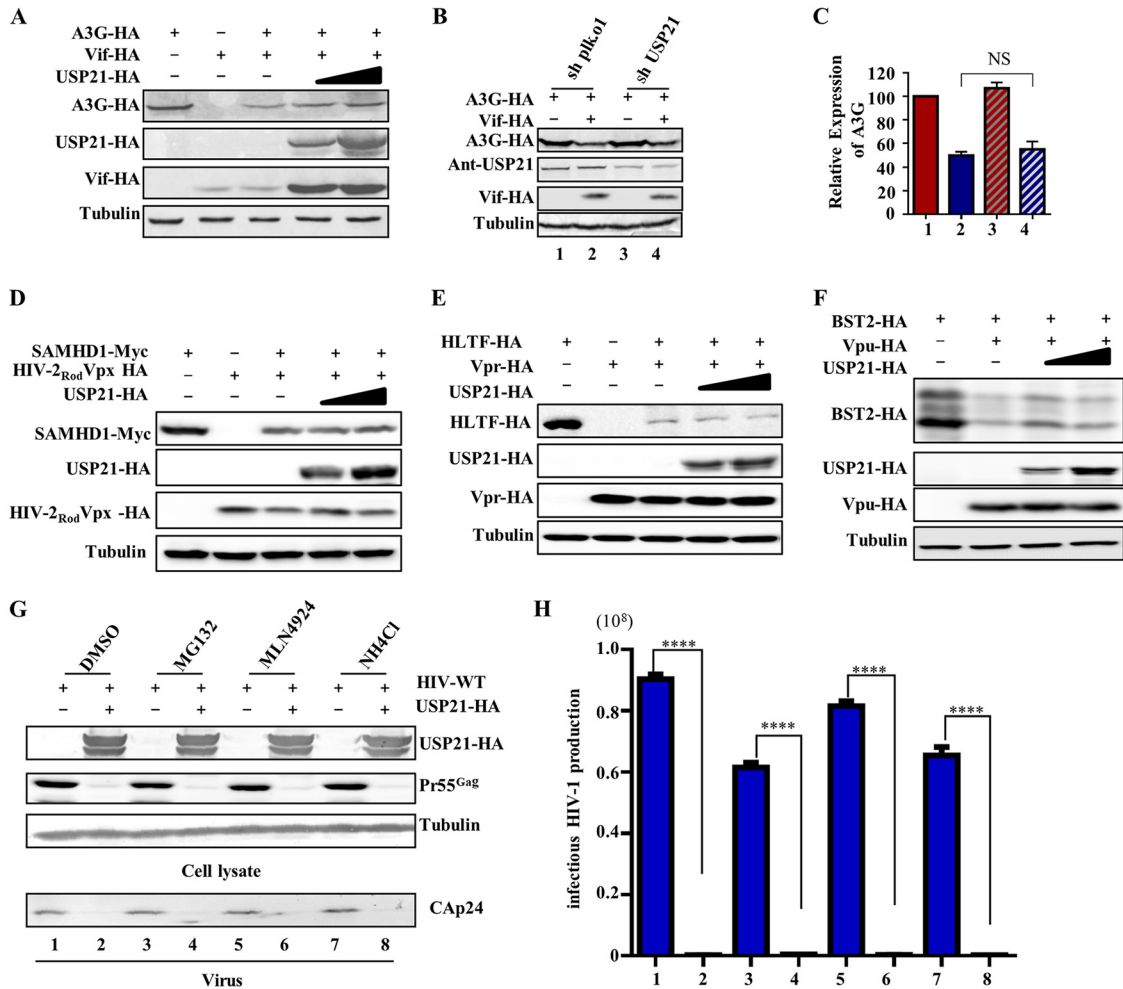 A
A3G-HA + – + + +
Vif-HA – + + + +
USP21-HA – – –
A3G-HA
USP21-HA
Vif-HA
Tubulin
B
sh plk.o1 sh USP21
A3G-HA + + + +
Vif-HA – + – +
A3G-HA
Ant-USP21
Vif-HA
Tubulin
1 2 3 4
C
NS
Relative Expression
of A3G
120
100
80
60
40
20
0
1 2 3 4
D
SAMHD1-Myc + – + + +
HIV-2RodVpx HA – + + + +
USP21-HA – – –
SAMHD1-Myc
USP21-HA
HIV-2RodVpx -HA
Tubulin
E
HLTF-HA + – + + +
Vpr-HA – + + + +
USP21-HA – – –
HLTF-HA
USP21-HA
Vpr-HA
Tubulin
F
BST2-HA + + + +
Vpu-HA – + + +
USP21-HA – –
BST2-HA
USP21-HA
Vpu-HA
Tubulin
G
DMSO MG132 MLN4924 NH4Cl
+ + + + + + + + HIV-WT
– + – + – + – + USP21-HA
USP21-HA
Pr55Gag
Tubulin
Cell lysate
CAp24
1 2 3 4 5 6 7 8
Virus
H
(10⁸)
infectious HIV-1 production
1.0
0.8
0.6
0.4
0.2
0
**** **** **** ****
1 2 3 4 5 6 7 8